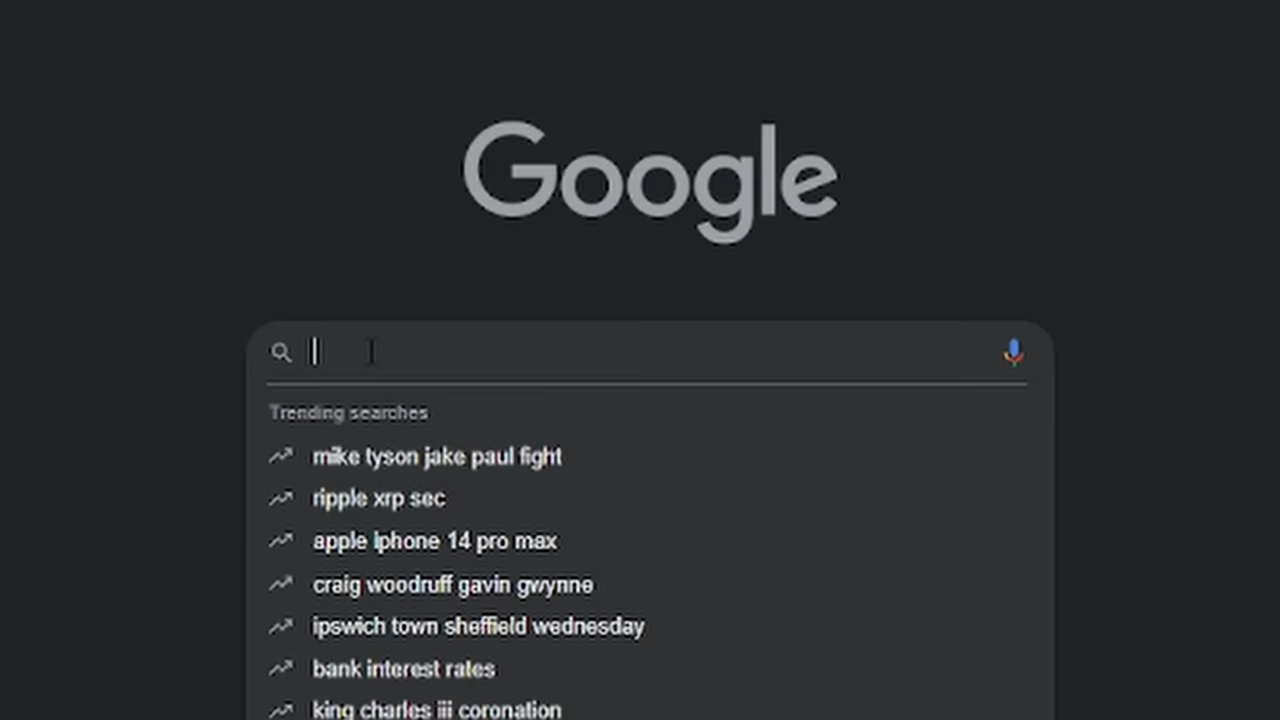 Google
Trending searches
mike tyson jake paul fight
ripple xrp sec
apple iphone 14 pro max
craig woodruff gavin gwynne
ipswich town sheffield wednesday
bank interest rates
king charles iii coronation